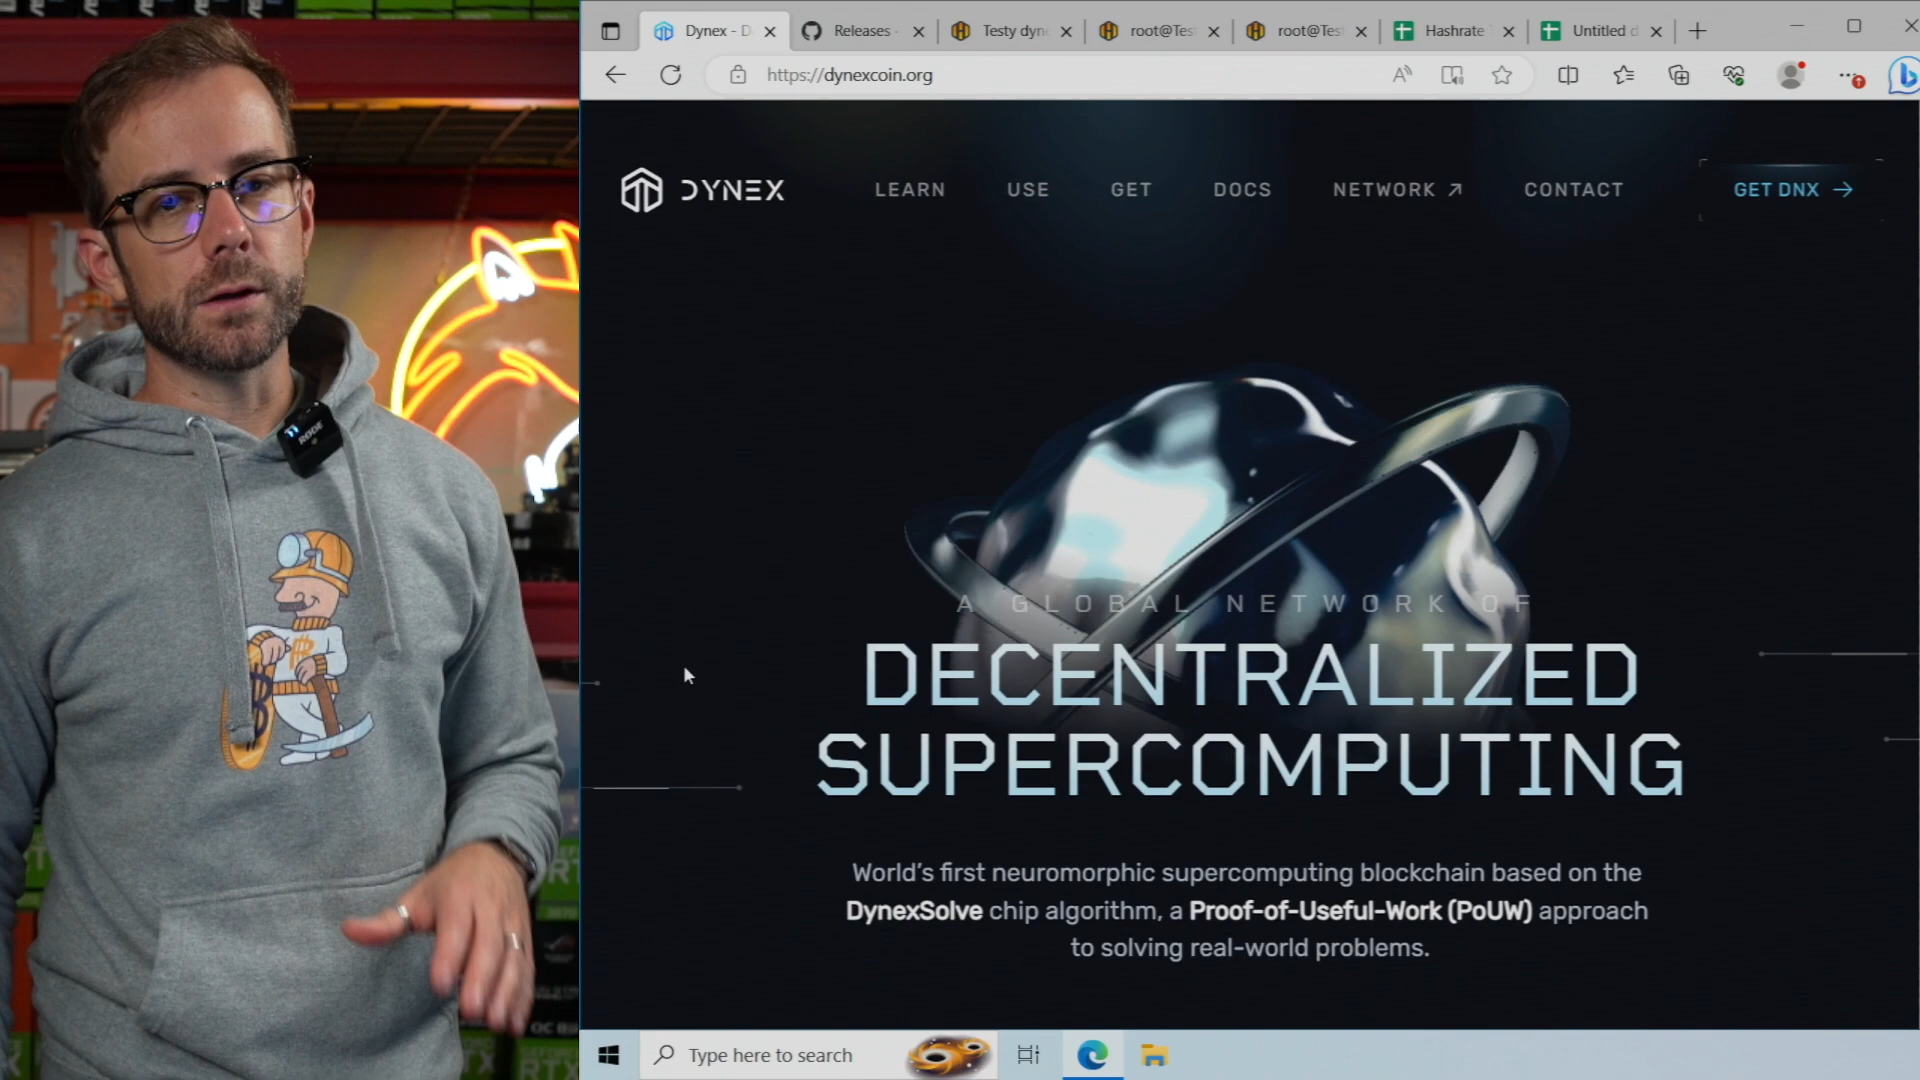 Dynex - D
Releases -
Testy dyn
root@Tes
root@Tes
Hashrate T
Untitled d
https://dynexcoin.org
DYNEX
LEARN
USE
GET
DOCS
NETWORK ↗
CONTACT
GET DNX →
A GLOBAL NETWORK OF
DECENTRALIZED
SUPERCOMPUTING
World's first neuromorphic supercomputing blockchain based on the
DynexSolve chip algorithm, a Proof-of-Useful-Work (PoUW) approach
to solving real-world problems.
Type here to search
RODE